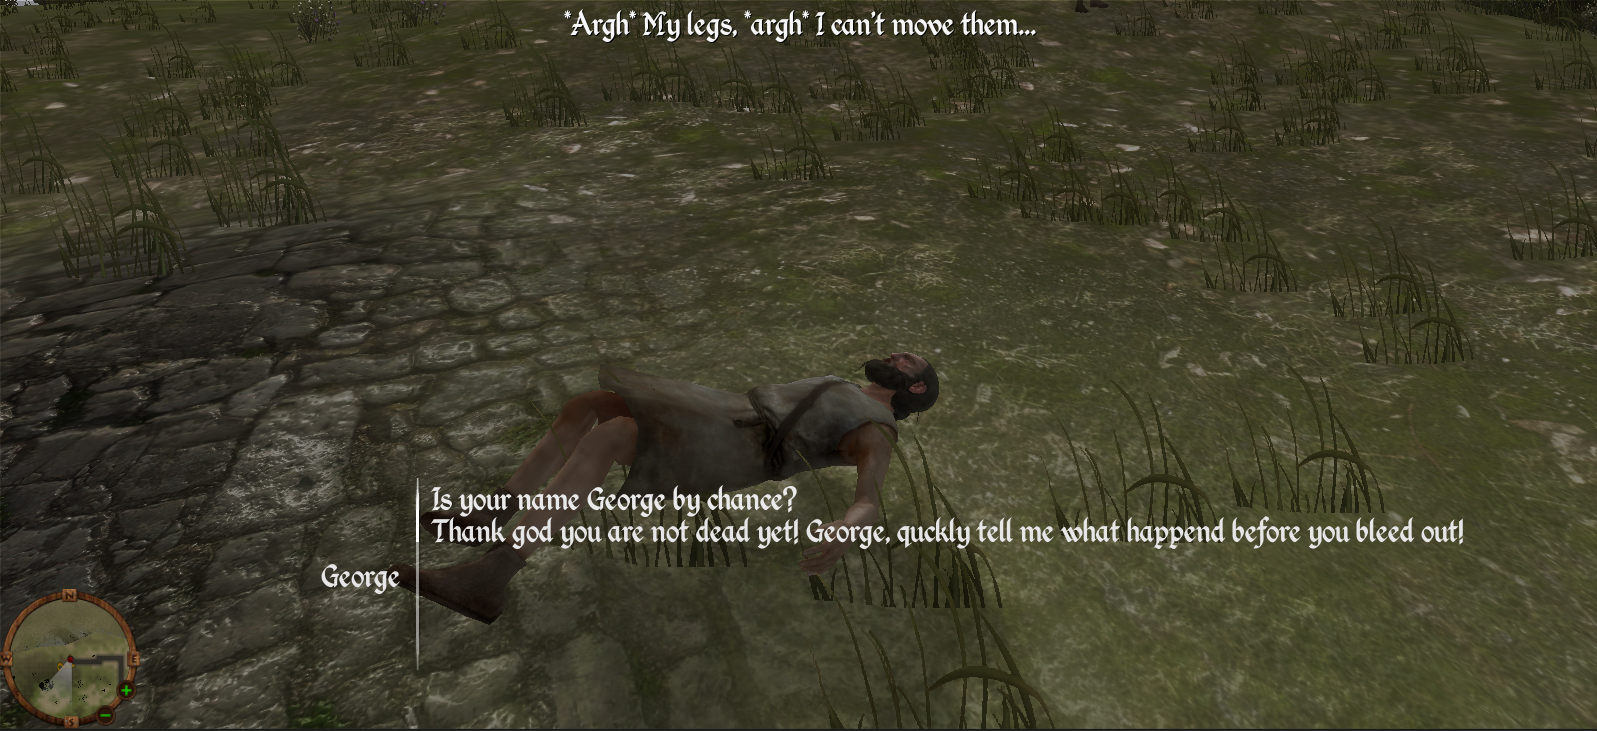 *Argh* My legs, *argh* I can't move them...
Is your name George by chance?
Thank god you are not dead yet! George, quckly tell me what happend before you bleed out!
George
N
W
E
S